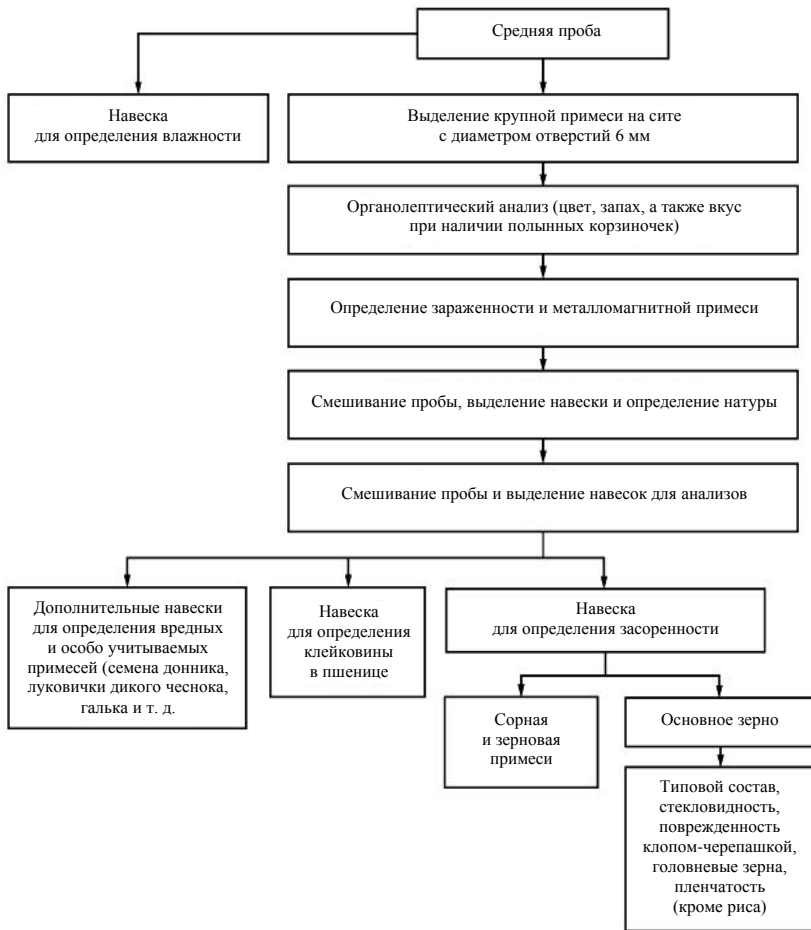 Средняя проба
Навеска
для определения влажности
Выделение крупной примеси на сите
с диаметром отверстий 6 мм
Органолептический анализ (цвет, запах, а также вкус
при наличии полынных корзиночек)
Определение зараженности и металломагнитной примеси
Смешивание пробы, выделение навески и определение натуры
Смешивание пробы и выделение навесок для анализов
Дополнительные навески
для определения вредных
и особо учитываемых
примесей (семена донника,
луковички дикого чеснока,
галька и т. д.
Навеска
для определения
клейковины
в пшенице
Навеска
для определения засоренности
Сорная
и зерновая
примеси
Основное зерно
Типовой состав,
стекловидность,
поврежденность
клопом-черепашкой,
головневые зерна,
пленчатость
(кроме риса)